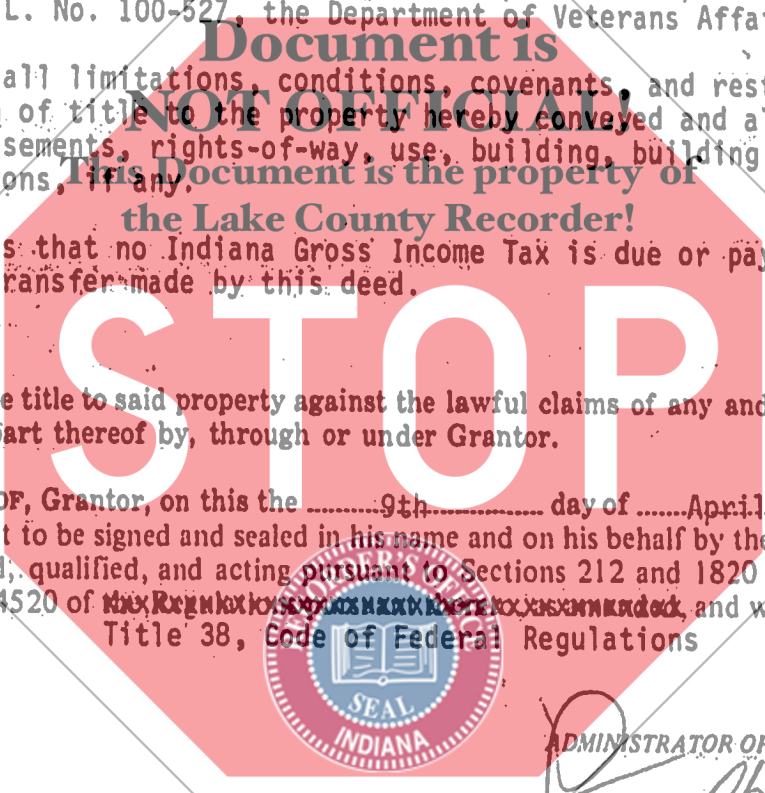 L. No. 100-527, the Department of Veterans Affa
Document is
all limitations, conditions, covenants, and rest
NOT OFFICIAL!
of title to the property hereby conveyed and a
sements, rights-of-way, use, building, building
This Document is the property of
ons, if any.
the Lake County Recorder!
s that no Indiana Gross Income Tax is due or pay
ransfer made by this deed.
STOP
e title to said property against the lawful claims of any and
art thereof by, through or under Grantor.
OF, Grantor, on this the 9th day of April
t to be signed and sealed in his name and on his behalf by the
d, qualified, and acting pursuant to Sections 212 and 1820
4520 of and w
Title 38, Code of Federal Regulations
RECORDER'S OFFICE
SEAL
INDIANA
ADMINISTRATOR OF